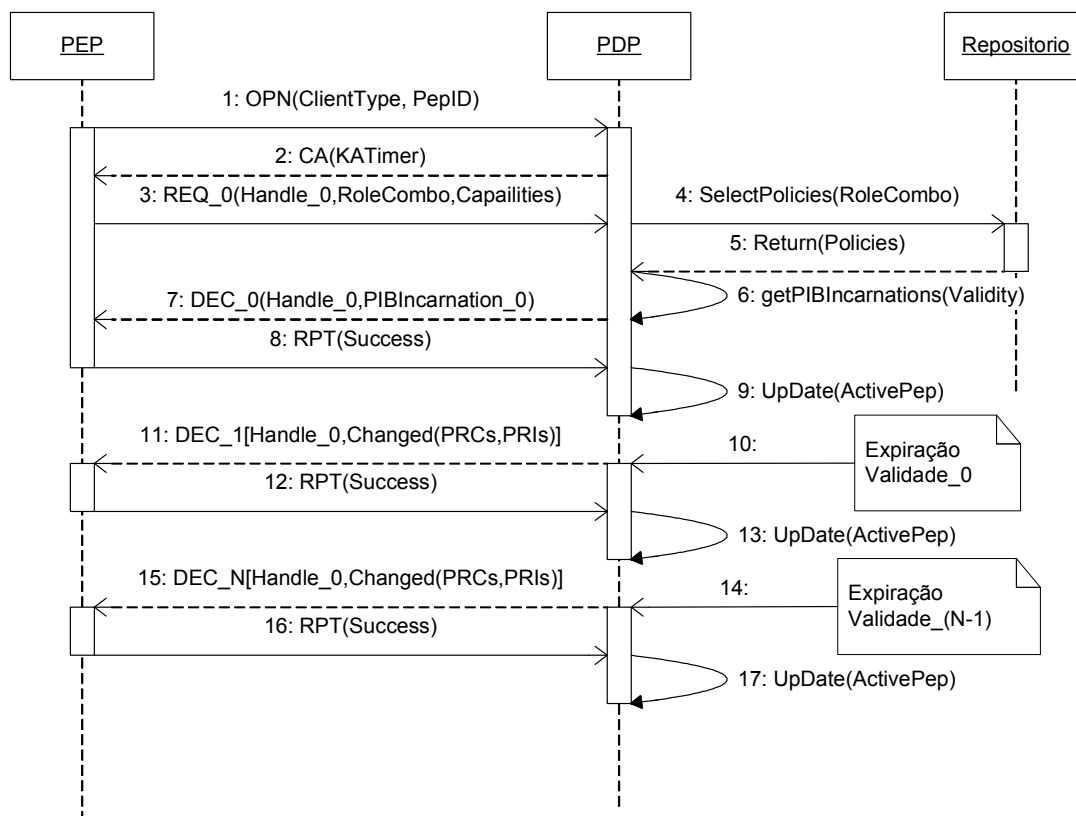 PEP
PDP
Repositorio
1: OPN(ClientType, PepID)
2: CA(KATimer)
3: REQ_0(Handle_0,RoleCombo,Capailities)
4: SelectPolicies(RoleCombo)
5: Return(Policies)
6: getPIBIncarnations(Validity)
7: DEC_0(Handle_0,PIBIncarnation_0)
8: RPT(Success)
9: UpDate(ActivePep)
10:
Expiração
Validade_0
11: DEC_1[Handle_0,Changed(PRCs,PRIs)]
12: RPT(Success)
13: UpDate(ActivePep)
14:
Expiração
Validade_(N-1)
15: DEC_N[Handle_0,Changed(PRCs,PRIs)]
16: RPT(Success)
17: UpDate(ActivePep)